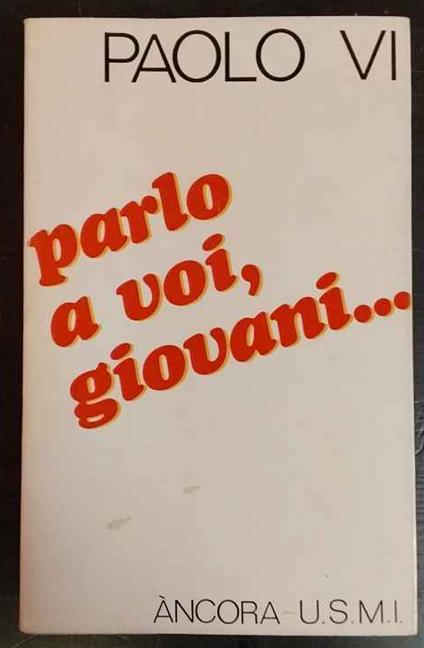 PAOLO VI
parlo
a voi,
giovani...
ÀNCORA - U.S.M.I.